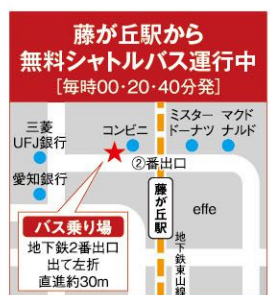 藤が丘駅から
無料シャトルバス運行中
[毎時00・20・40分発]
三菱
UFJ銀行
コンビニ
ミスター
ドーナツ
マクド
ナルド
②番出口
愛知銀行
藤が丘駅
effe
地下鉄東山線
バス乗り場
地下鉄2番出口
出て左折
直進約30m